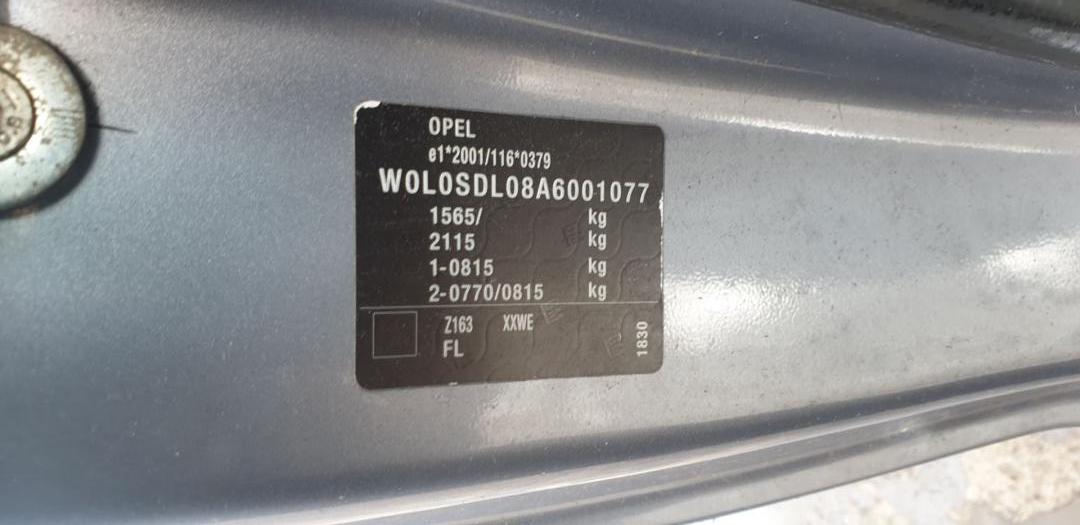 OPEL
e1*2001/116*0379
W0L0SDL08A6001077
1565/ kg
2115 kg
1-0815 kg
2-0770/0815 kg
Z163 XXWE
FL
1830